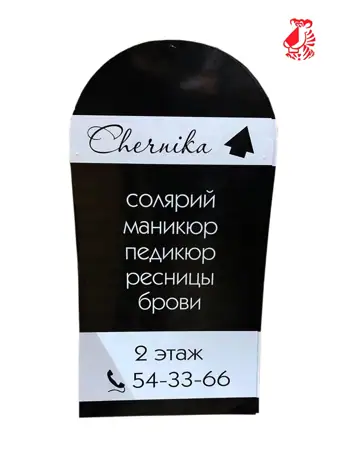 Chernika
солярий
маникюр
педикюр
ресницы
брови
2 этаж
54-33-66